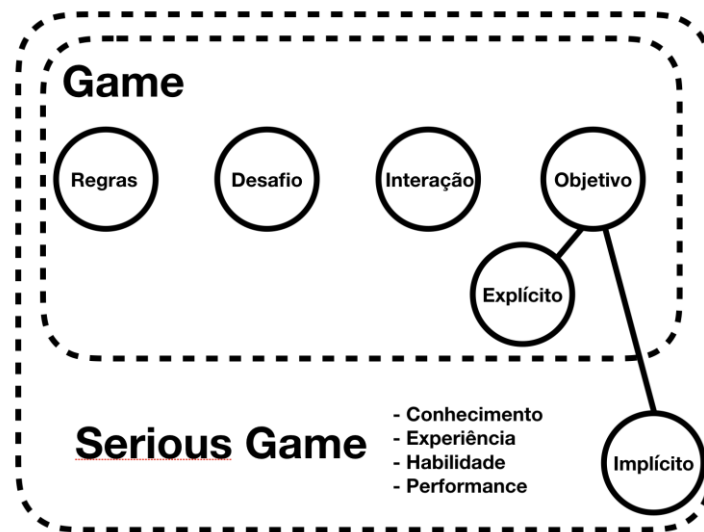 Game
Regras
Desafio
Interação
Objetivo
Explícito
Serious Game
- Conhecimento
- Experiência
- Habilidade
- Performance
Implícito